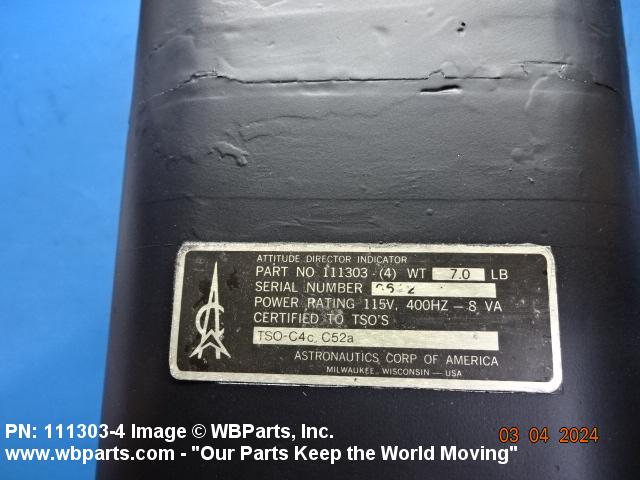 ATTITUDE DIRECTOR INDICATOR
PART NO 111303-(4) WT 7.0 LB
SERIAL NUMBER
POWER RATING 115V, 400HZ – 8 VA
CERTIFIED TO TSO'S
TSO-C4c, C52a
ASTRONAUTICS CORP OF AMERICA
MILWAUKEE, WISCONSIN — USA
03 04 2024
PN: 111303-4 Image © WBParts, Inc.
www.wbparts.com - "Our Parts Keep the World Moving"